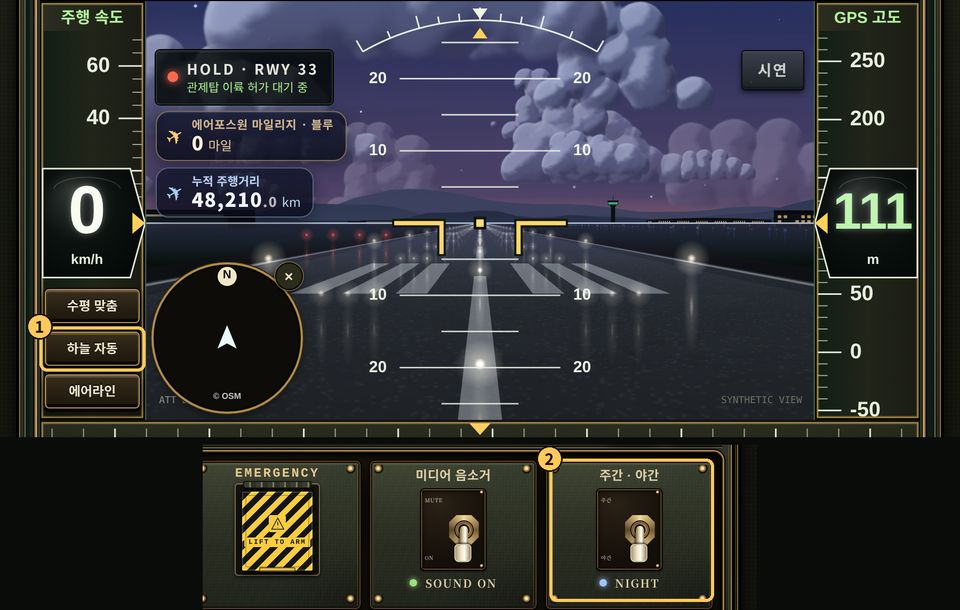 주행 속도
60
40
0
km/h
수평 맞춤
1
하늘 자동
에어라인
HOLD · RWY 33
관제탑 이륙 허가 대기 중
에어포스원 마일리지 · 블루
0 마일
누적 주행거리
48,210.0 km
N
×
© OSM
ATT
20 20
10 10
10 10
20 20
시연
SYNTHETIC VIEW
GPS 고도
250
200
111
m
50
0
-50
EMERGENCY
LIFT TO ARM
미디어 음소거
MUTE
ON
SOUND ON
2
주간 · 야간
주간
야간
NIGHT